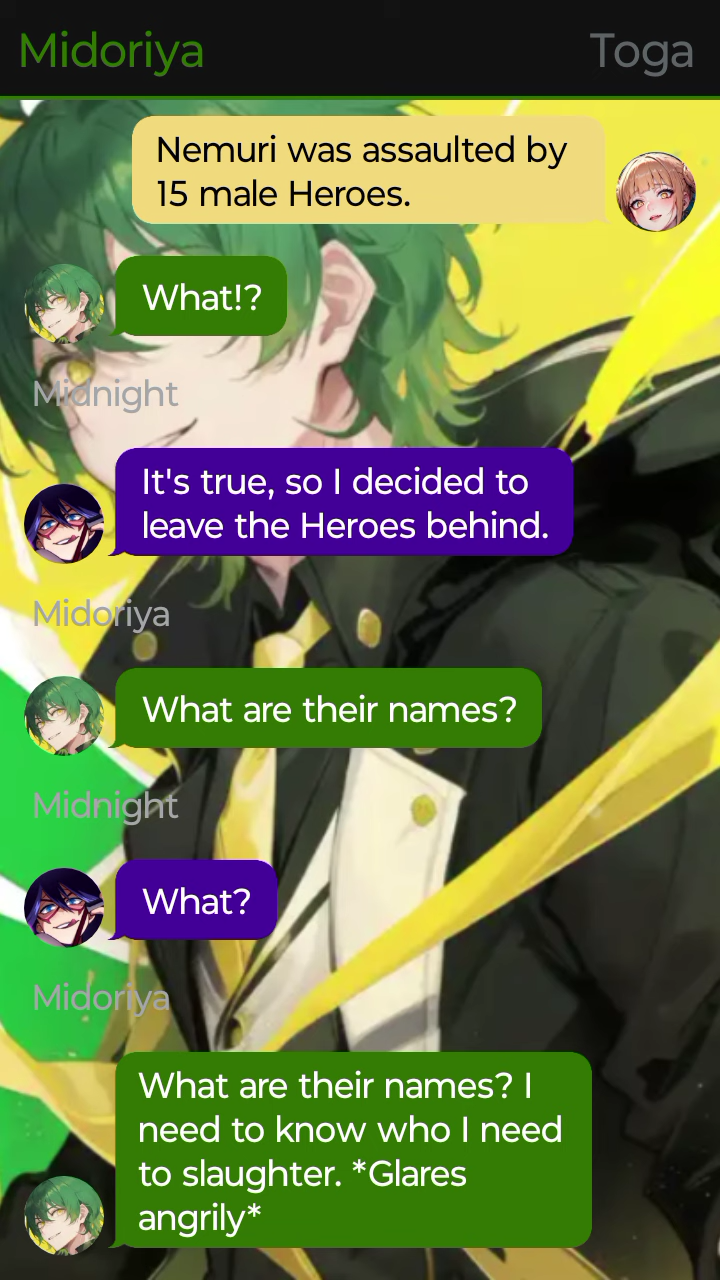 Midoriya
Toga
Nemuri was assaulted by
15 male Heroes.
What!?
Midnight
It's true, so I decided to
leave the Heroes behind.
Midoriya
What are their names?
Midnight
What?
Midoriya
What are their names? I
need to know who I need
to slaughter. *Glares
angrily*